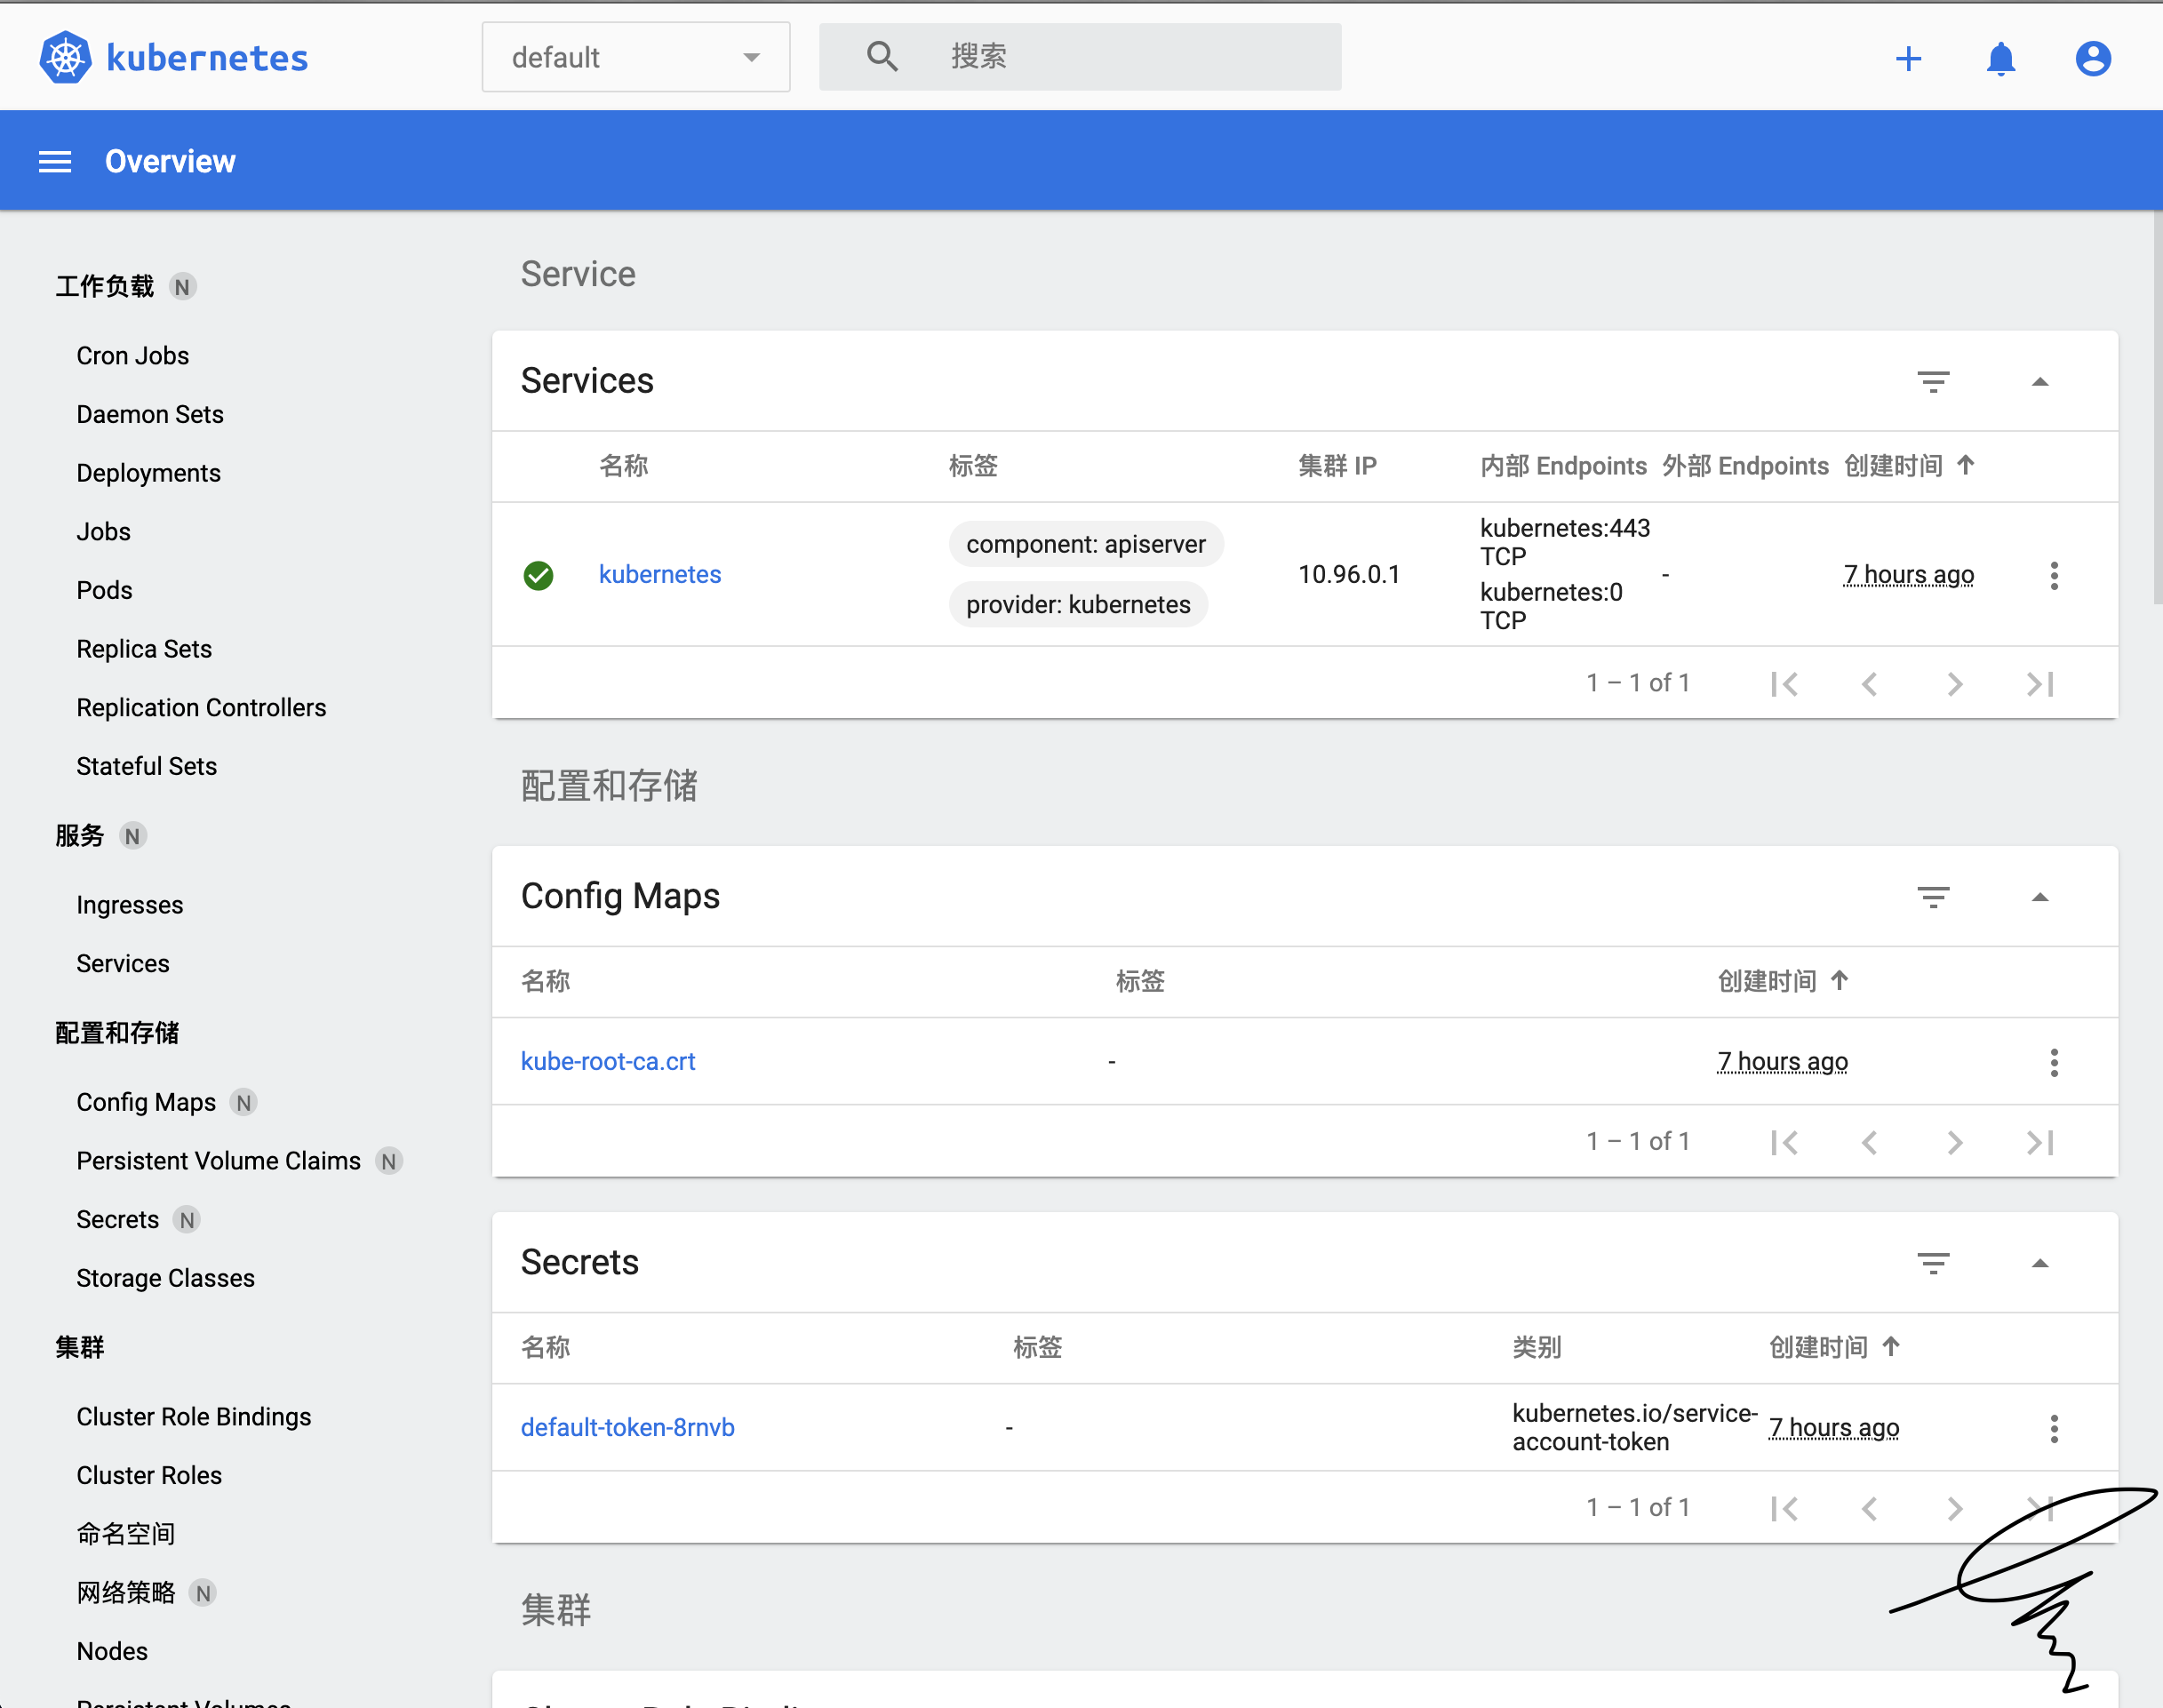 kubernetes
default
搜索
Overview
工作负载 N
Cron Jobs
Daemon Sets
Deployments
Jobs
Pods
Replica Sets
Replication Controllers
Stateful Sets
服务 N
Ingresses
Services
配置和存储
Config Maps N
Persistent Volume Claims N
Secrets N
Storage Classes
集群
Cluster Role Bindings
Cluster Roles
命名空间
网络策略 N
Nodes
Persistent Volumes
Service
Services
名称 标签 集群 IP 内部 Endpoints 外部 Endpoints 创建时间
kubernetes
component: apiserver
provider: kubernetes
10.96.0.1
kubernetes:443
TCP
kubernetes:0
TCP
-
7 hours ago
1 – 1 of 1
配置和存储
Config Maps
名称 标签 创建时间
kube-root-ca.crt - 7 hours ago
1 – 1 of 1
Secrets
名称 标签 类别 创建时间
default-token-8rnvb -
kubernetes.io/service-
account-token
7 hours ago
1 – 1 of 1
集群